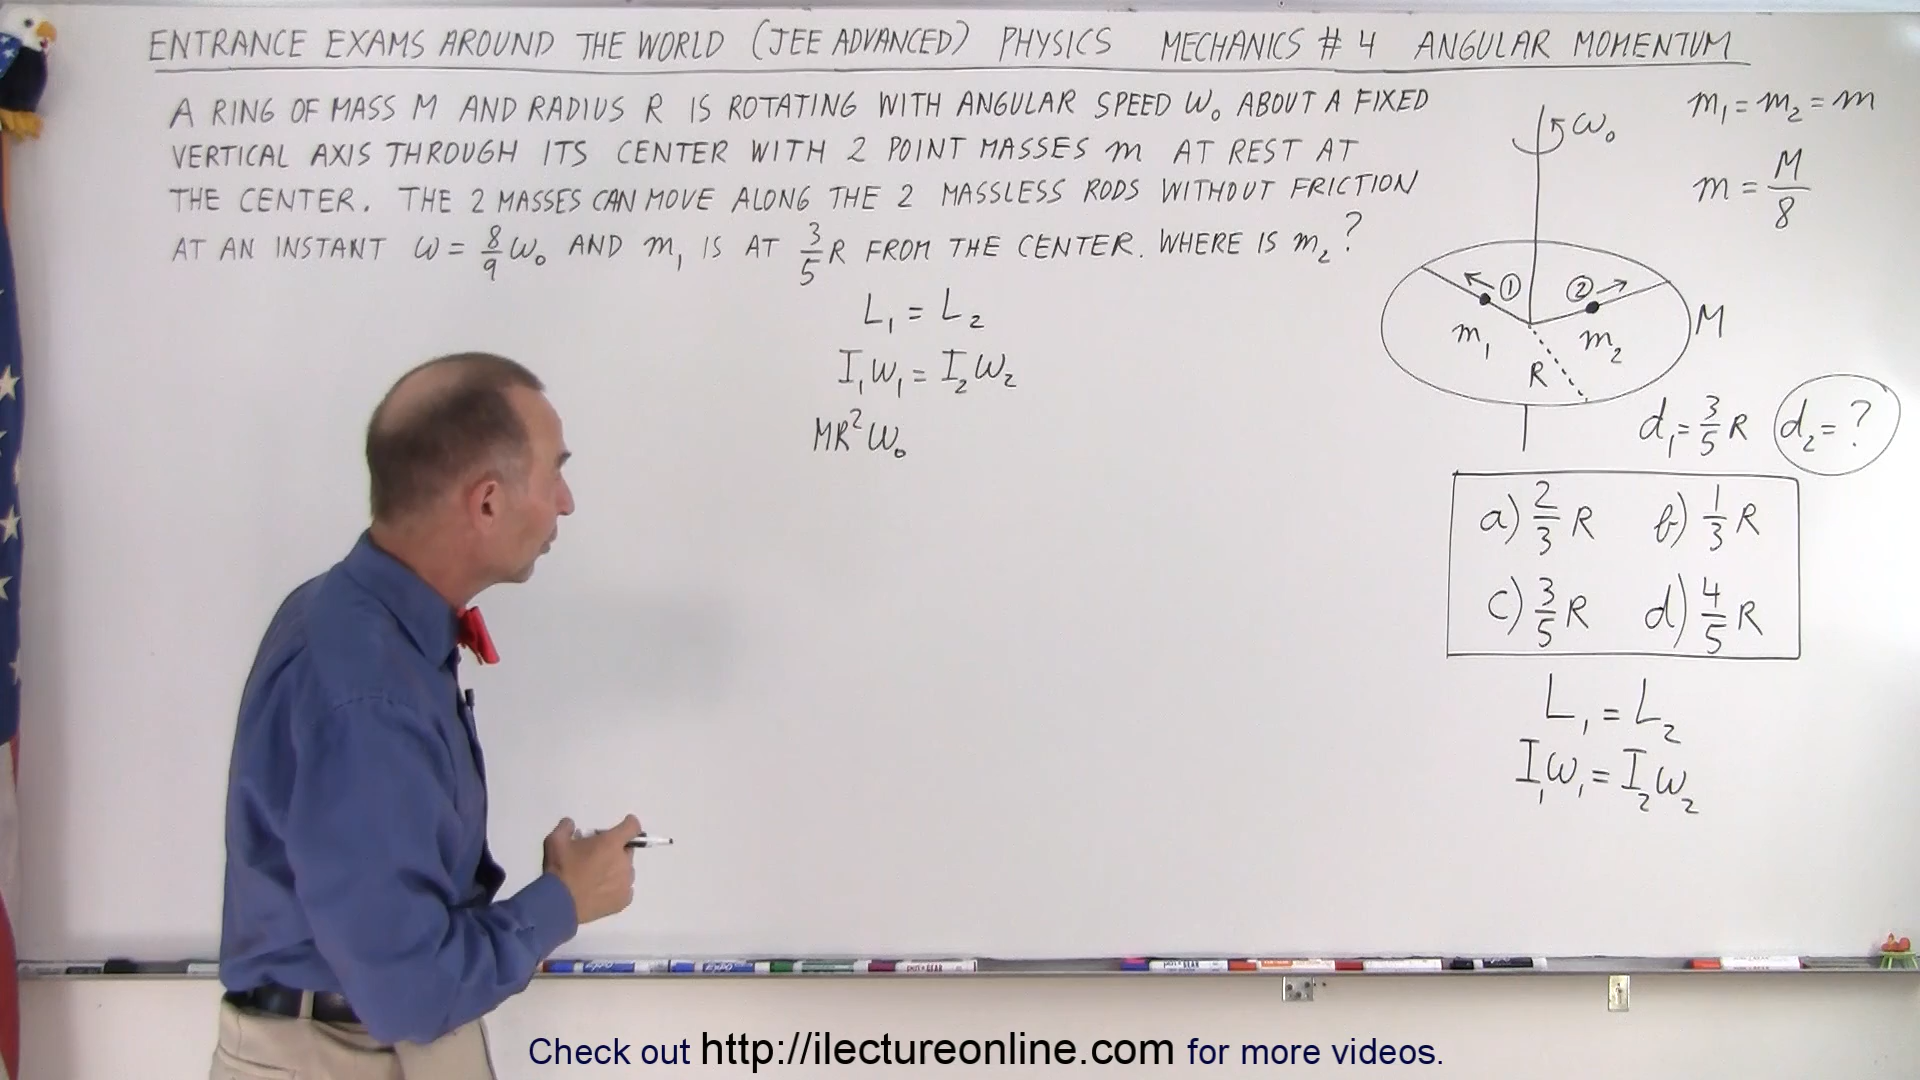 ENTRANCE EXAMS AROUND THE WORLD (JEE ADVANCED) PHYSICS MECHANICS # 4 ANGULAR MOMENTUM
A RING OF MASS M AND RADIUS R IS ROTATING WITH ANGULAR SPEED ω₀ ABOUT A FIXED
VERTICAL AXIS THROUGH ITS CENTER WITH 2 POINT MASSES m AT REST AT
THE CENTER. THE 2 MASSES CAN MOVE ALONG THE 2 MASSLESS RODS WITHOUT FRICTION
AT AN INSTANT ω = 8/9 ω₀ AND m₁ IS AT 3/5 R FROM THE CENTER. WHERE IS m₂?
L₁ = L₂
I₁ω₁ = I₂ω₂
MR²ω₀
ω₀
m₁ = m₂ = m
m = M/8
① ②
m₁ m₂ M
R
d₁ = 3/5 R d₂ = ?
a) 2/3 R b) 1/3 R
c) 3/5 R d) 4/5 R
L₁ = L₂
I₁ω₁ = I₂ω₂
Check out http://ilectureonline.com for more videos.